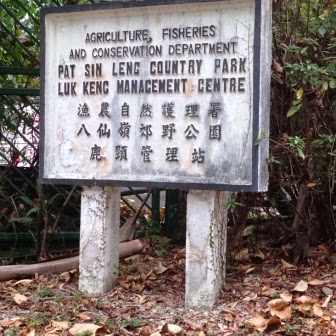 AGRICULTURE, FISHERIES
AND CONSERVATION DEPARTMENT
PAT SIN LENG COUNTRY PARK
LUK KENG MANAGEMENT CENTRE
漁農自然護理署
八仙嶺郊野公園
鹿頸管理站